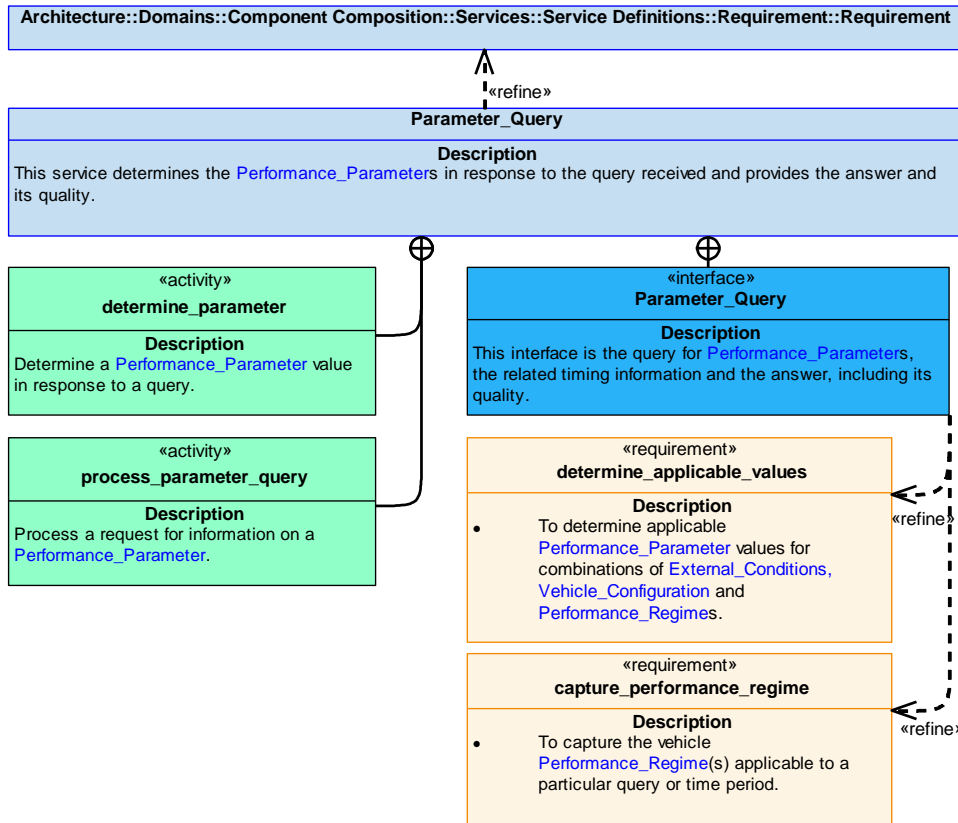 Architecture::Domains::Component Composition::Services::Service Definitions::Requirement::Requirement
«refine»
Parameter_Query
Description
This service determines the Performance_Parameters in response to the query received and provides the answer and
its quality.
«activity»
determine_parameter
Description
Determine a Performance_Parameter value
in response to a query.
«interface»
Parameter_Query
Description
This interface is the query for Performance_Parameters,
the related timing information and the answer, including its
quality.
«activity»
process_parameter_query
Description
Process a request for information on a
Performance_Parameter.
«requirement»
determine_applicable_values
Description
• To determine applicable
Performance_Parameter values for
combinations of External_Conditions,
Vehicle_Configuration and
Performance_Regimes.
«refine»
«requirement»
capture_performance_regime
Description
• To capture the vehicle
Performance_Regime(s) applicable to a
particular query or time period.
«refine»